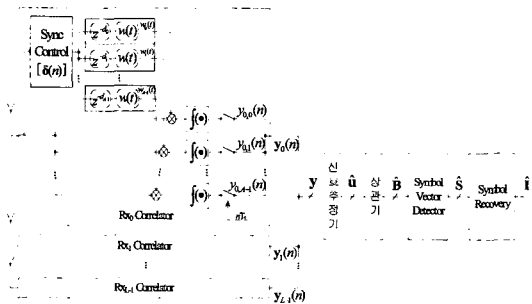 Sync
Control
[δ(n)]
w(t)
w(t)
w(t)
∫(•) y0,0(n)
∫(•) y0,1(n) y0(n)
∫(•) y0,A-1(n)
Rx0 Correlator
Rx1 Correlator y1(n)
RxL-1 Correlator yL-1(n)
y
신호추정기
û
상관기
B̂
Symbol
Vector
Detector
Ŝ
Symbol
Recovery